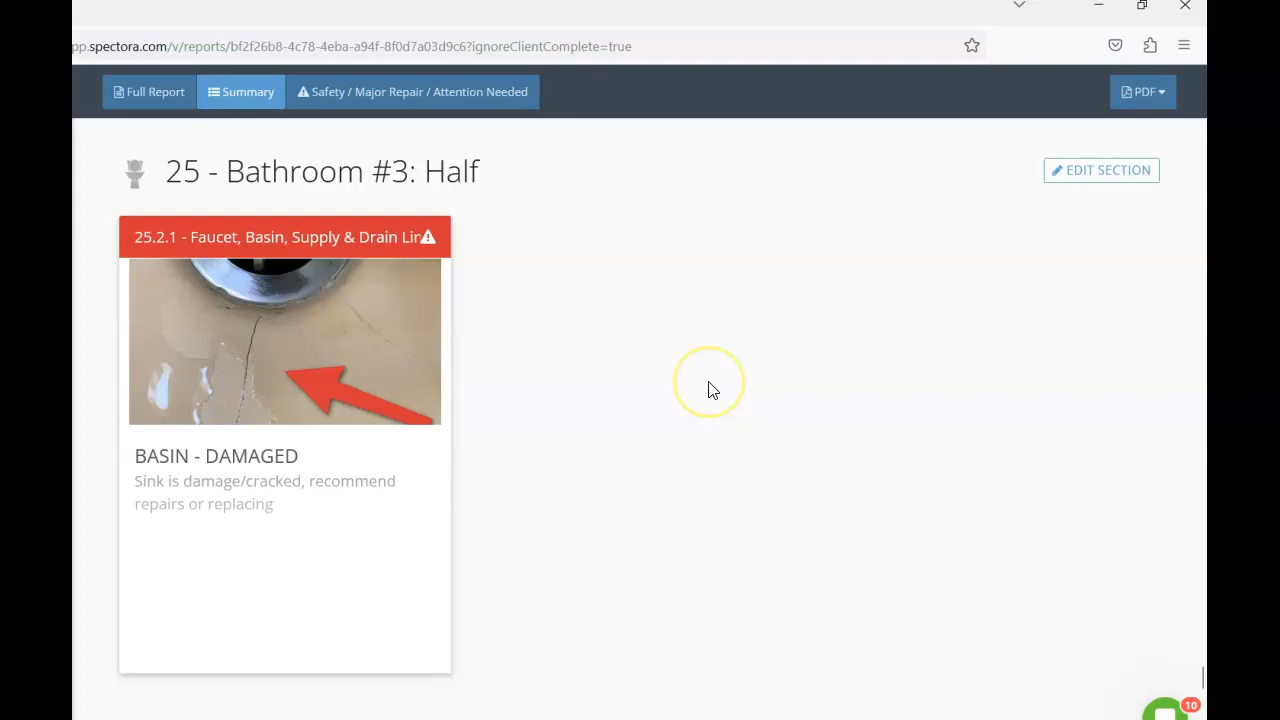 pp.spectora.com/v/reports/bf2f26b8-4c78-4eba-a94f-8f0d7a03d9c6?ignoreClientComplete=true
Full Report
Summary
Safety / Major Repair / Attention Needed
PDF
25 - Bathroom #3: Half
EDIT SECTION
25.2.1 - Faucet, Basin, Supply & Drain Lin
BASIN - DAMAGED
Sink is damage/cracked, recommend
repairs or replacing
10